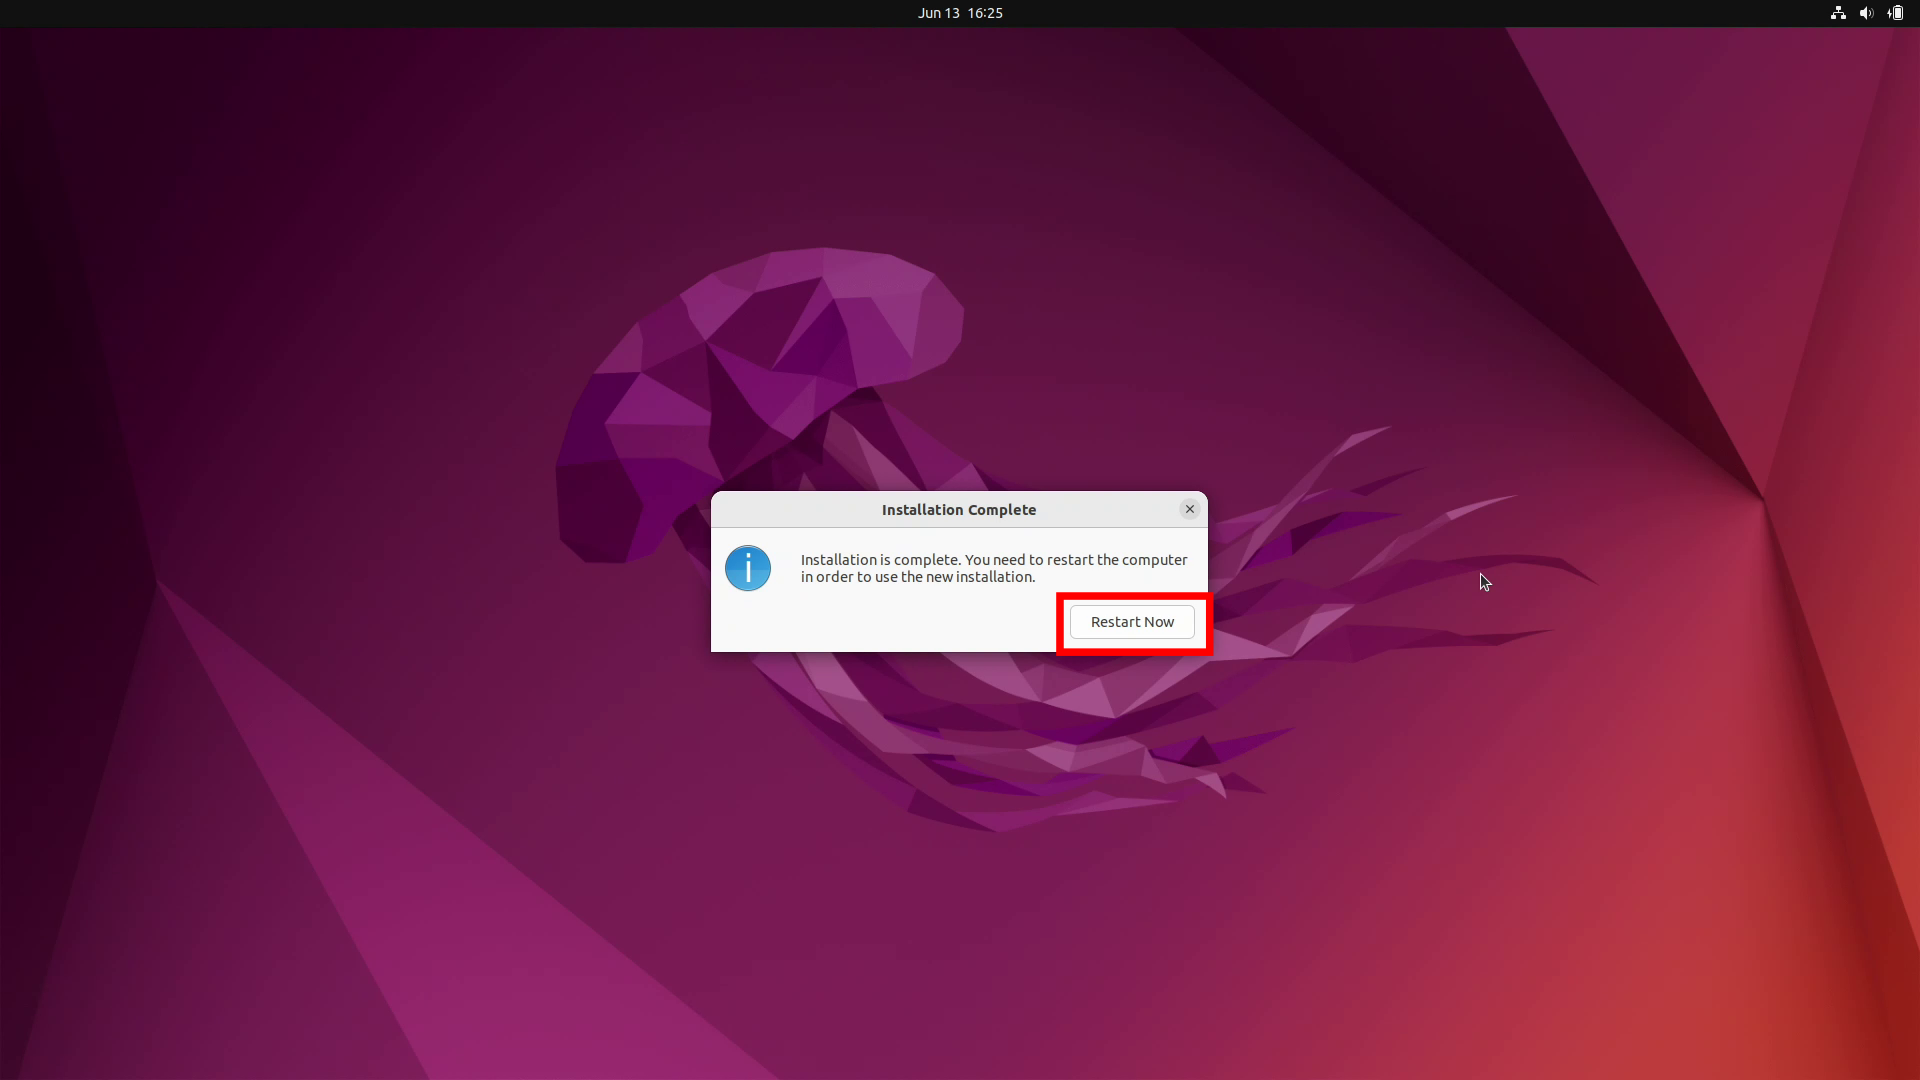 Jun 13  16:25
Installation Complete
Installation is complete. You need to restart the computer
in order to use the new installation.
Restart Now